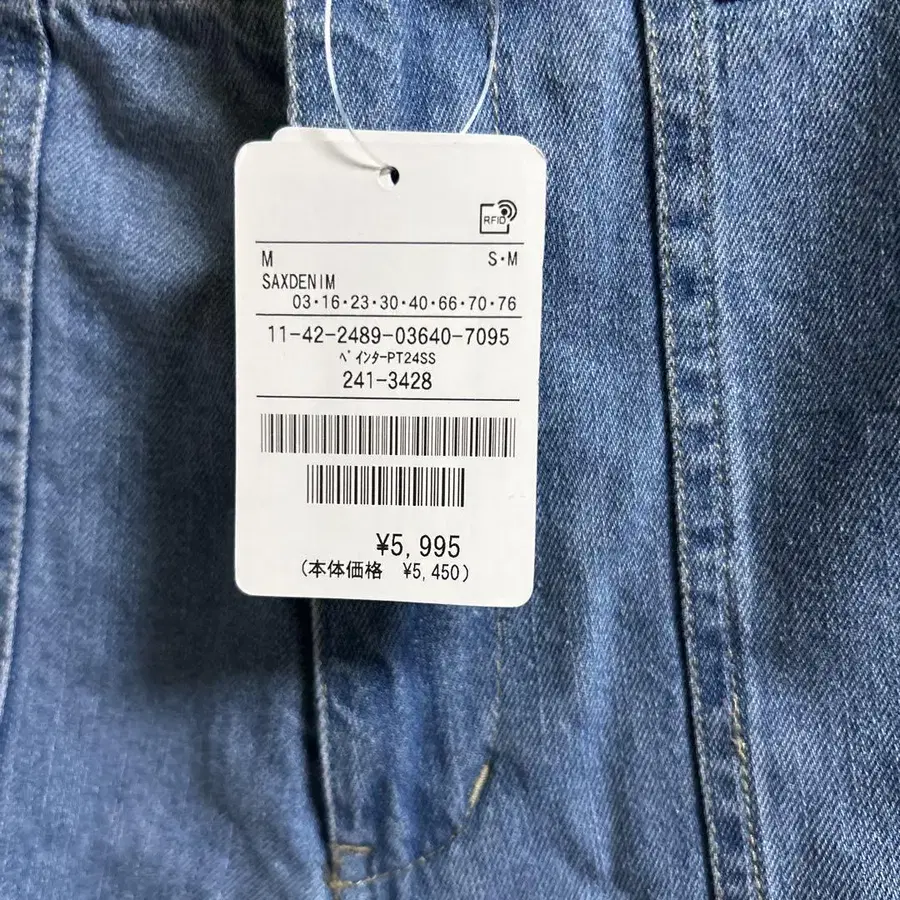 RFID
M S・M
SAXDENIM
03・16・23・30・40・66・70・76
11-42-2489-03640-7095
ﾍﾟｲﾝﾀｰPT24SS
241-3428
¥5,995
(本体価格 ¥5,450)